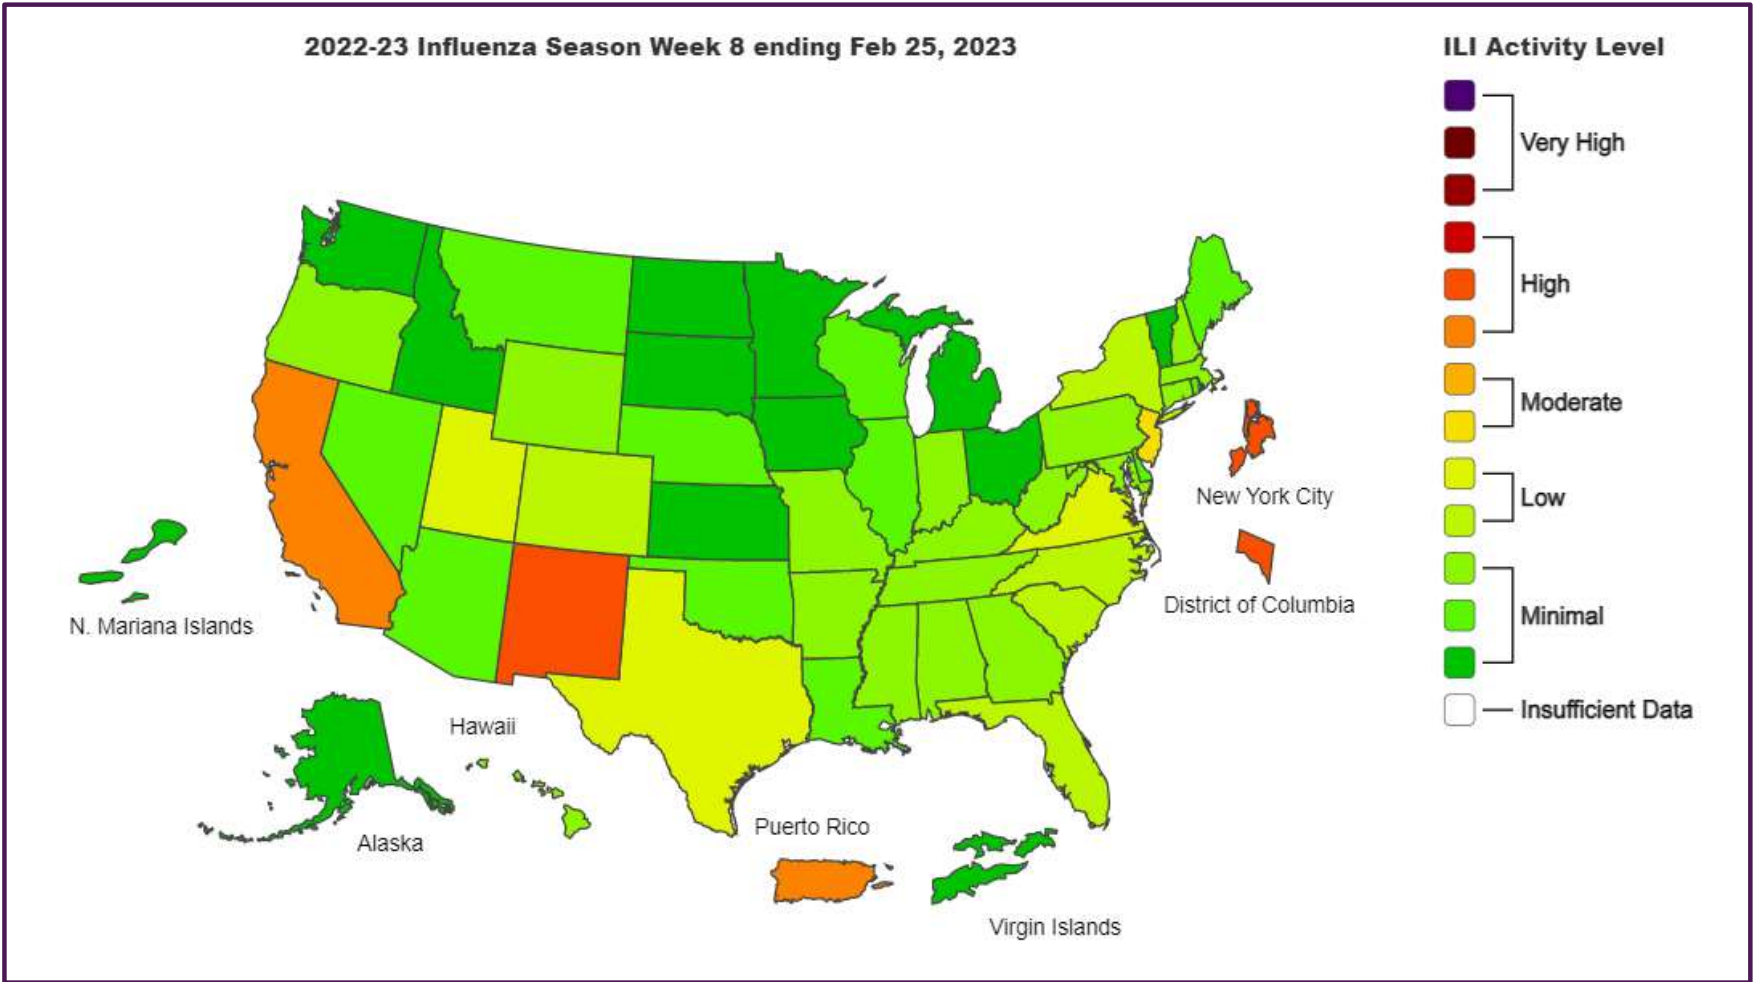 2022-23 Influenza Season Week 8 ending Feb 25, 2023
ILI Activity Level
Very High
High
Moderate
Low
Minimal
Insufficient Data
New York City
District of Columbia
N. Mariana Islands
Hawaii
Alaska
Puerto Rico
Virgin Islands